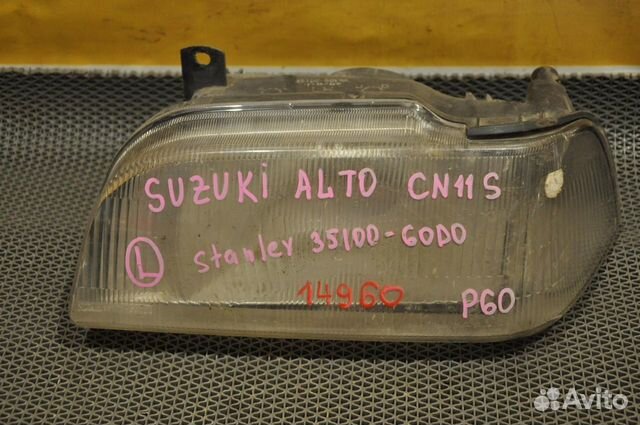 SUZUKI ALTO CN11S
L stanley 35100-60D0
14960 P60
Avito